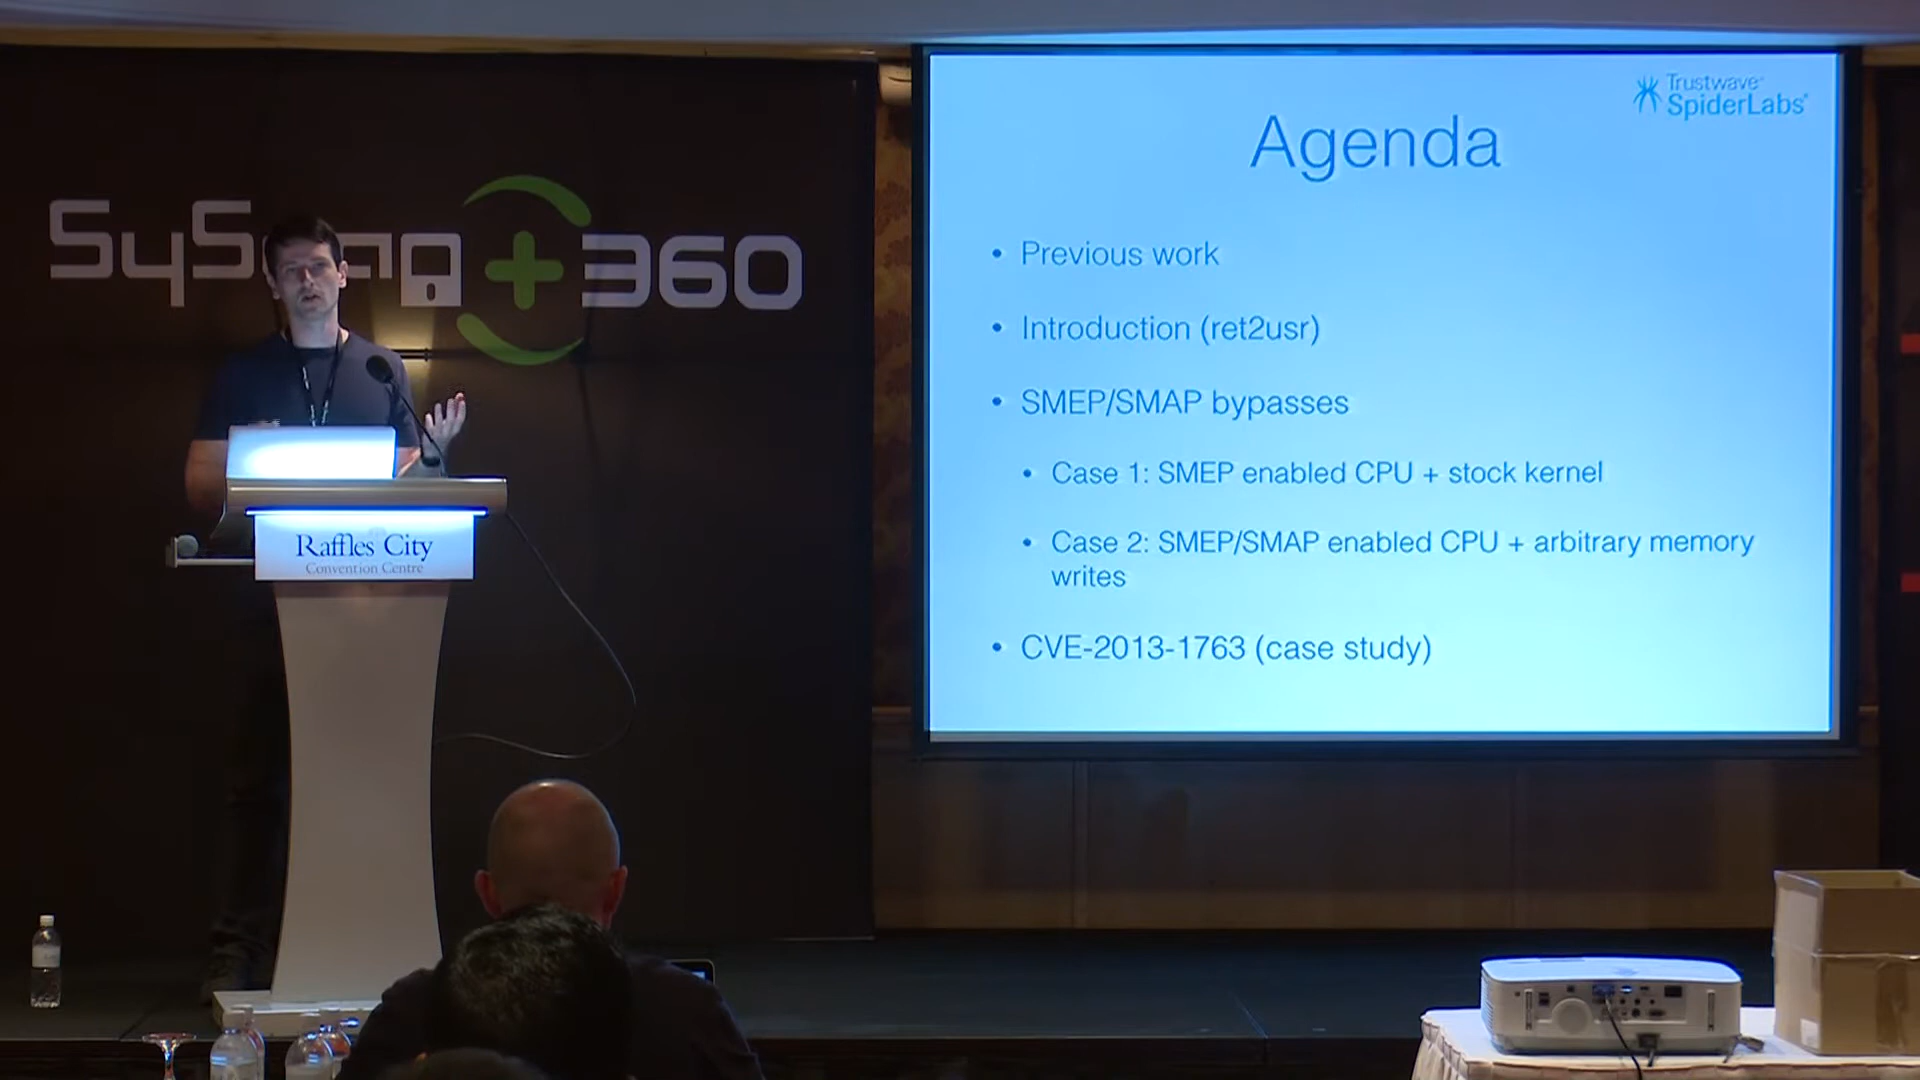 SyScan+360
Raffles City
Convention Centre
Trustwave®
SpiderLabs®
Agenda
• Previous work
• Introduction (ret2usr)
• SMEP/SMAP bypasses
• Case 1: SMEP enabled CPU + stock kernel
• Case 2: SMEP/SMAP enabled CPU + arbitrary memory
writes
• CVE-2013-1763 (case study)